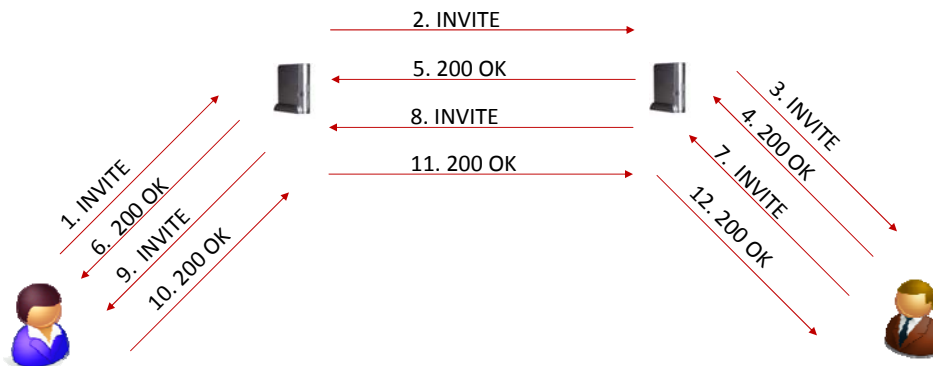 2. INVITE
5. 200 OK
8. INVITE
11. 200 OK
1. INVITE
6. 200 OK
9. INVITE
10. 200 OK
3. INVITE
4. 200 OK
7. INVITE
12. 200 OK